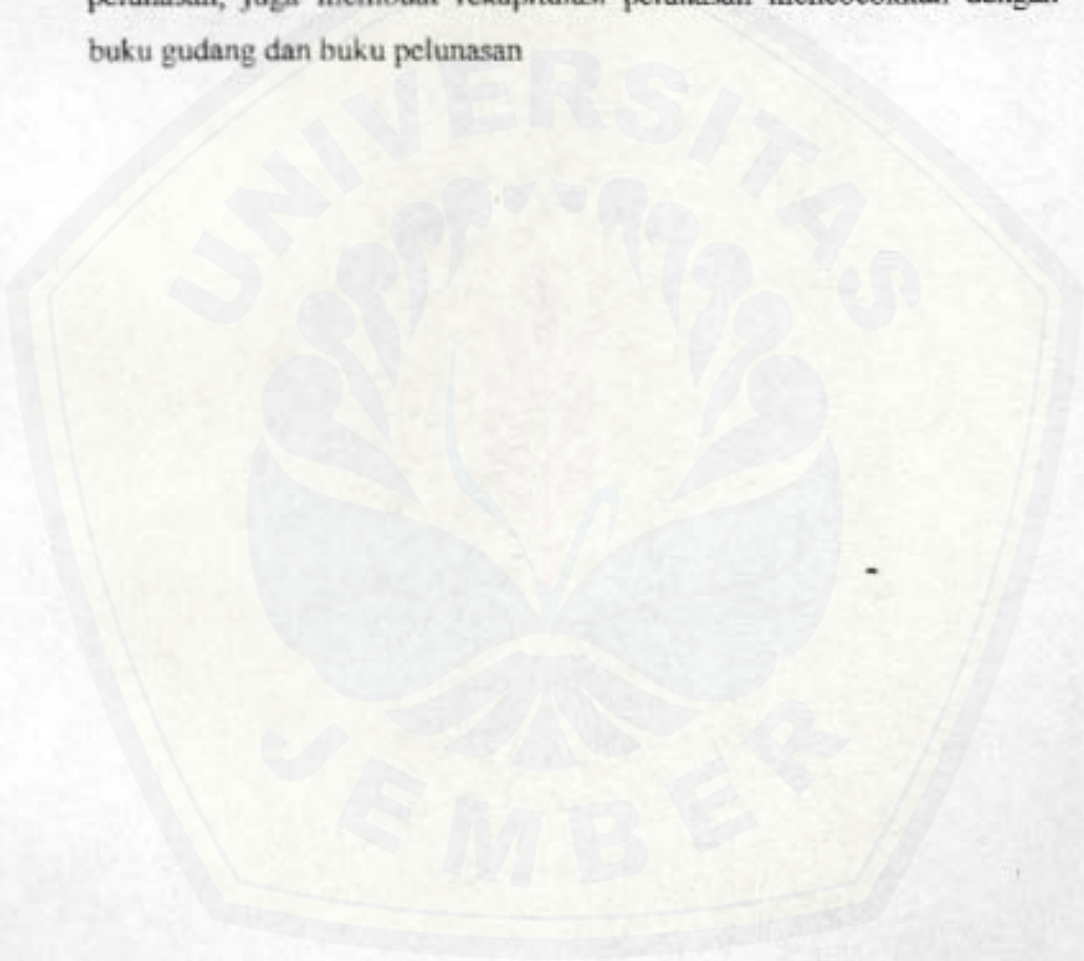 pelunasan, juga membuat rekapitulasi pelunasan mencocokkan dengan
buku gudang dan buku pelunasan
UNIVERSITAS
JEMBER